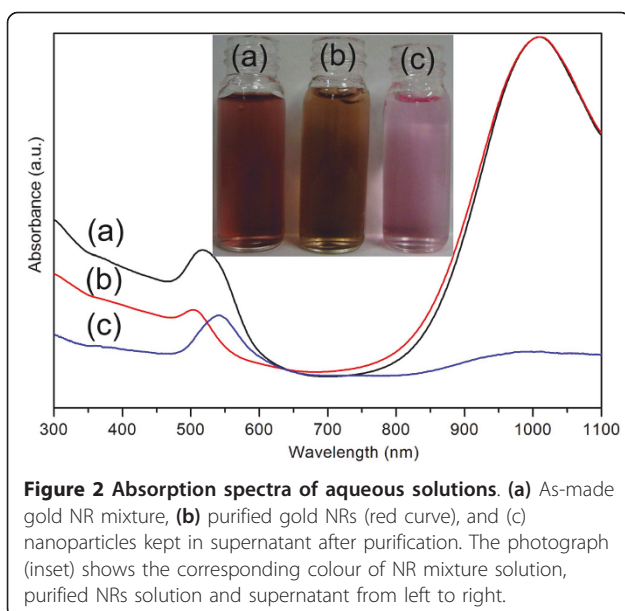 (a) (b) (c)
(a)
(b)
(c)
Absorbance (a.u.)
300 400 500 600 700 800 900 1000 1100
Wavelength (nm)
Figure 2 Absorption spectra of aqueous solutions. (a) As-made
gold NR mixture, (b) purified gold NRs (red curve), and (c)
nanoparticles kept in supernatant after purification. The photograph
(inset) shows the corresponding colour of NR mixture solution,
purified NRs solution and supernatant from left to right.